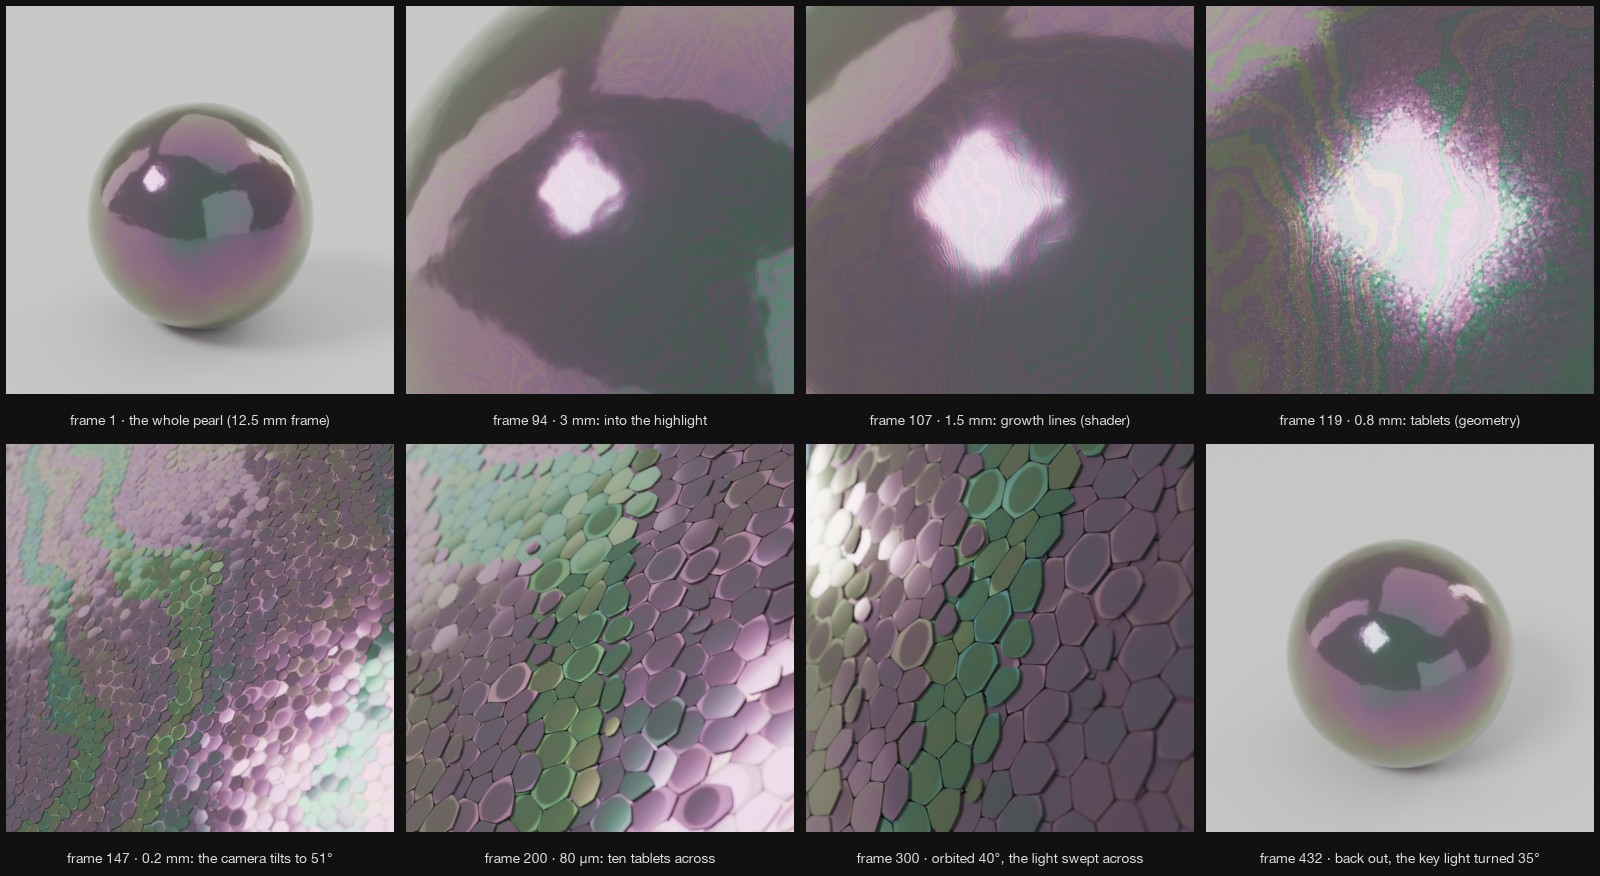 frame 1 · the whole pearl (12.5 mm frame)
frame 94 · 3 mm: into the highlight
frame 107 · 1.5 mm: growth lines (shader)
frame 119 · 0.8 mm: tablets (geometry)
frame 147 · 0.2 mm: the camera tilts to 51°
frame 200 · 80 µm: ten tablets across
frame 300 · orbited 40°, the light swept across
frame 432 · back out, the key light turned 35°